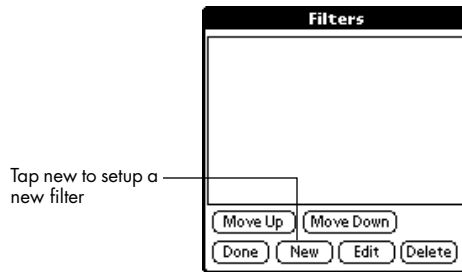 Filters
Tap new to setup a
new filter
Move Up Move Down
Done New Edit Delete